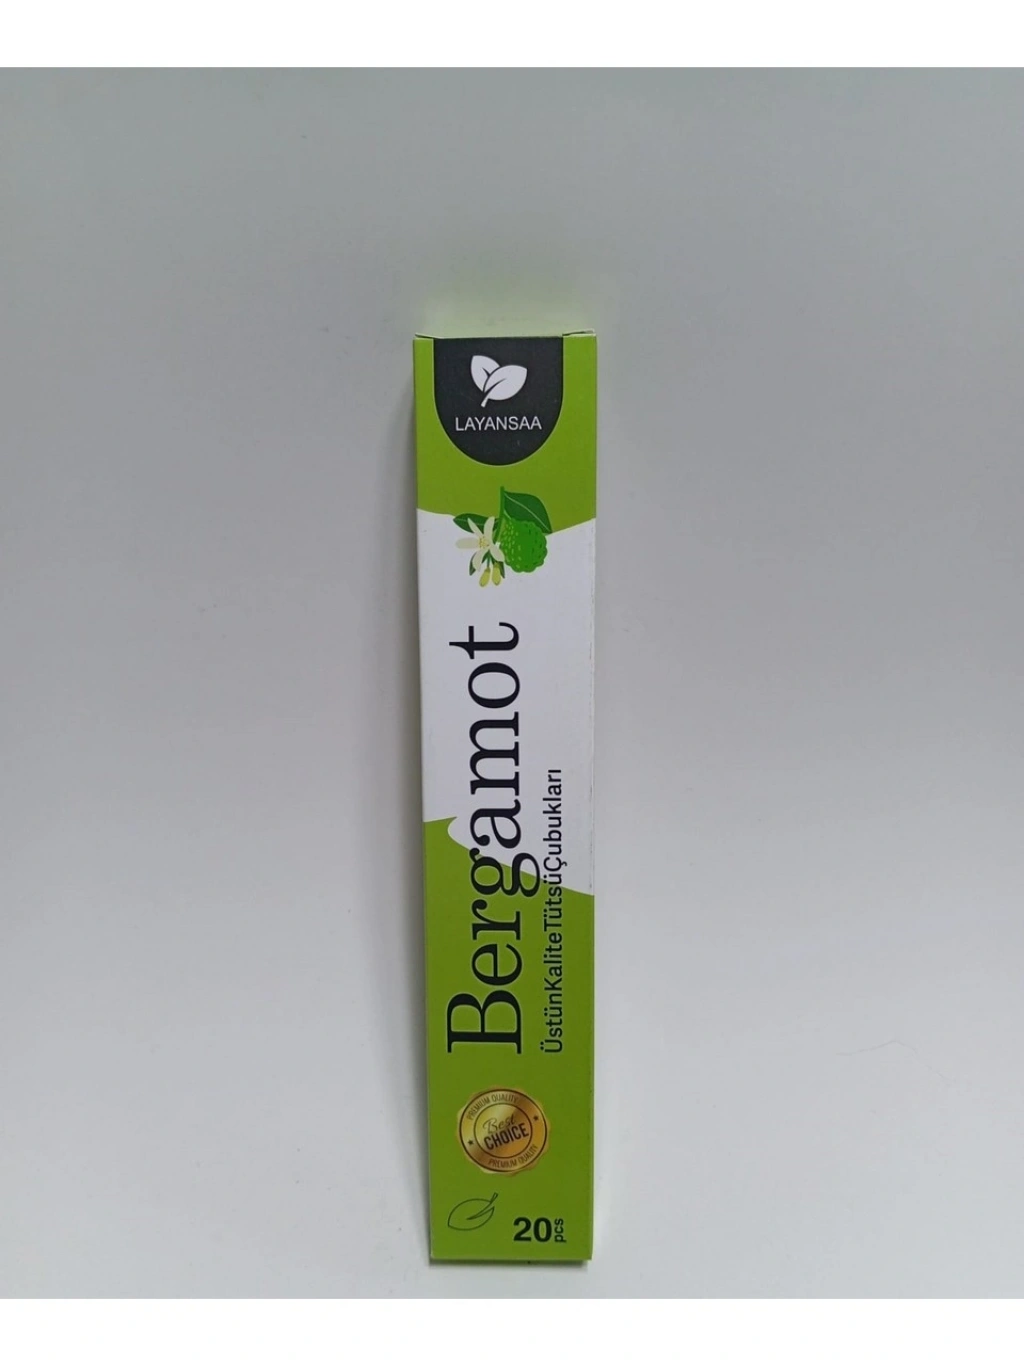 LAYANSAA
Bergamot
ÜstünKaliteTütsüÇubukları
PREMIUM QUALITY
Best
CHOICE
PREMIUM QUALITY
20pcs